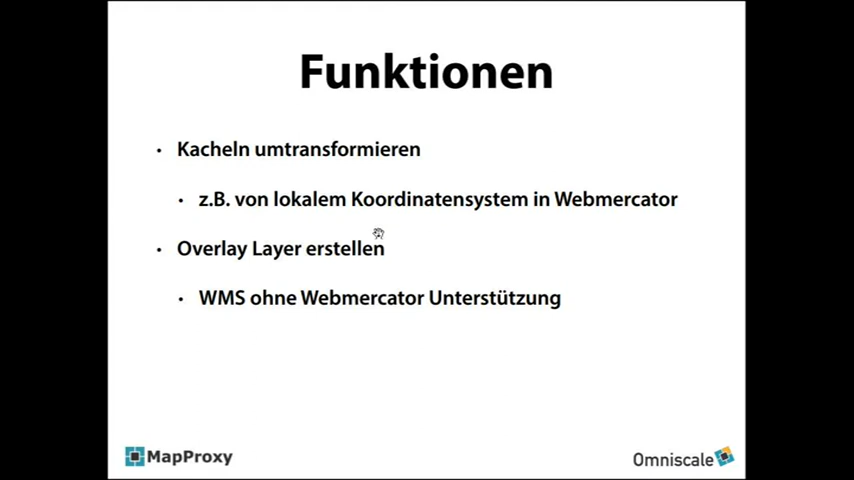 Funktionen
• Kacheln umtransformieren
• z.B. von lokalem Koordinatensystem in Webmercator
• Overlay Layer erstellen
• WMS ohne Webmercator Unterstützung
MapProxy
Omniscale